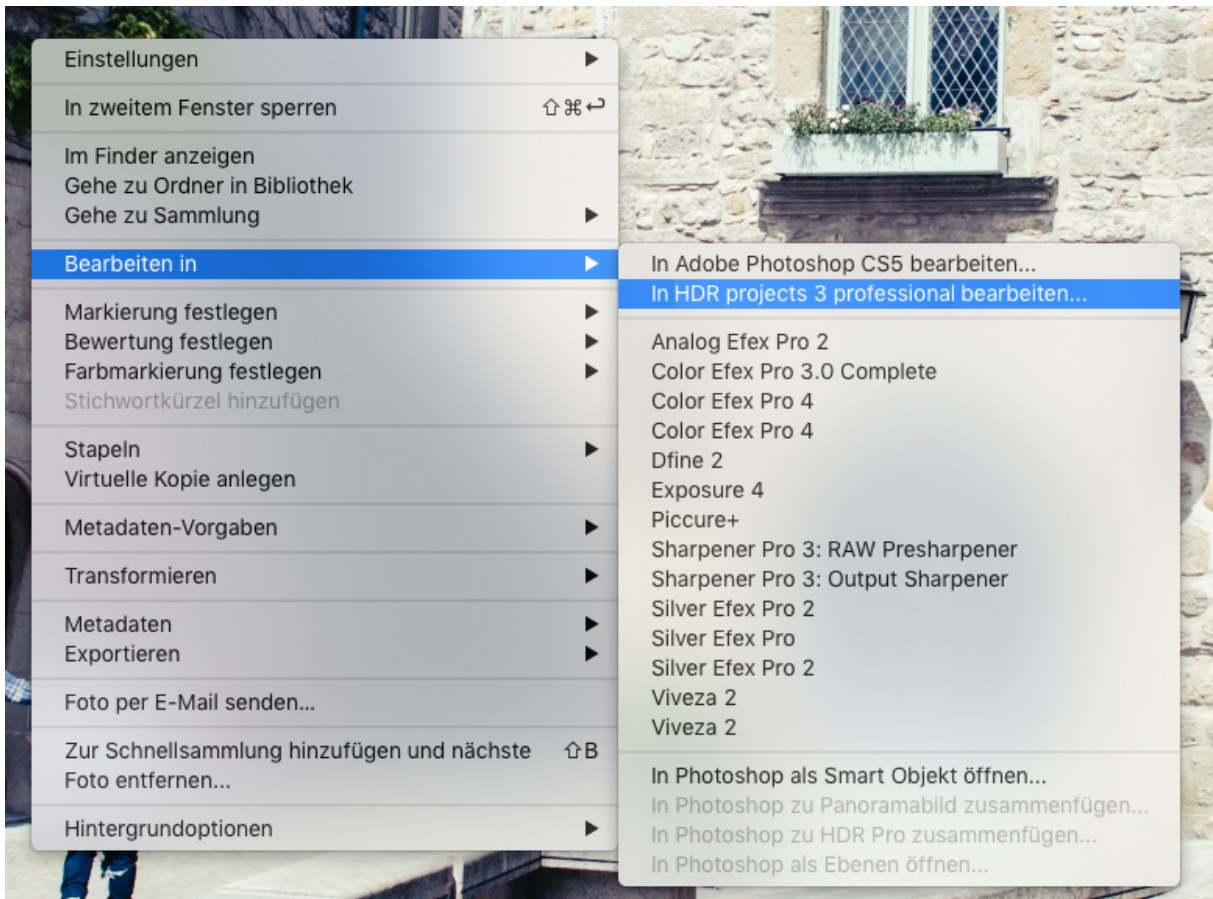 Einstellungen
In zweitem Fenster sperren ⇧⌘↩
Im Finder anzeigen
Gehe zu Ordner in Bibliothek
Gehe zu Sammlung
Bearbeiten in
Markierung festlegen
Bewertung festlegen
Farbmarkierung festlegen
Stichwortkürzel hinzufügen
Stapeln
Virtuelle Kopie anlegen
Metadaten-Vorgaben
Transformieren
Metadaten
Exportieren
Foto per E-Mail senden...
Zur Schnellsammlung hinzufügen und nächste ⇧B
Foto entfernen...
Hintergrundoptionen
In Adobe Photoshop CS5 bearbeiten...
In HDR projects 3 professional bearbeiten...
Analog Efex Pro 2
Color Efex Pro 3.0 Complete
Color Efex Pro 4
Color Efex Pro 4
Dfine 2
Exposure 4
Piccure+
Sharpener Pro 3: RAW Presharpener
Sharpener Pro 3: Output Sharpener
Silver Efex Pro 2
Silver Efex Pro
Silver Efex Pro 2
Viveza 2
Viveza 2
In Photoshop als Smart Objekt öffnen...
In Photoshop zu Panoramabild zusammenfügen...
In Photoshop zu HDR Pro zusammenfügen...
In Photoshop als Ebenen öffnen...